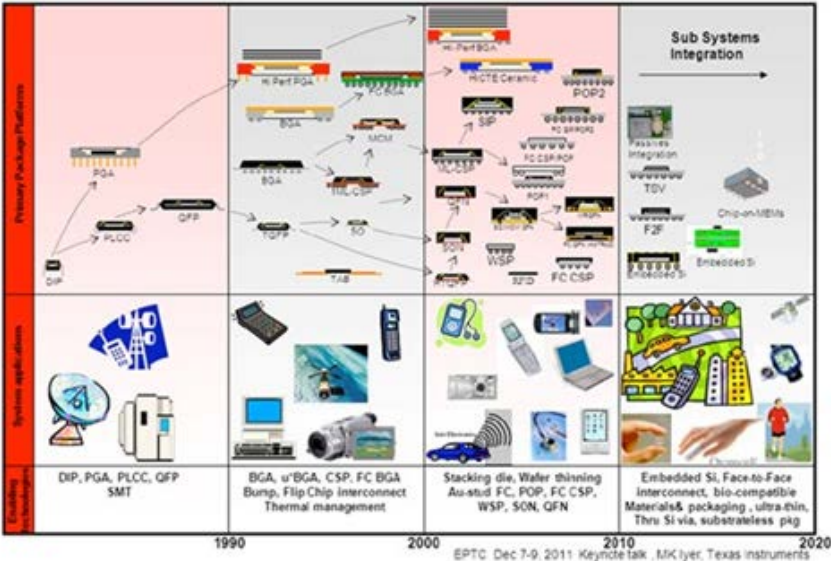 Primary Package Platforms
DIP
PGA
PLCC
QFP
Hi Perf PGA
FC BGA
BGA
MCM
BGA
TQFP
SO
TAB
Hi-Perf BGA
HiCTE Ceramic
POP2
SIP
FC CSP/POP
ML-CSP
POP1
QFN
SON
WSP
FC CSP
Sub Systems
Integration
Passives
Integration
TSV
Chip-on-MEMs
F2F
Embedded Si
Embedded Si
System applications
Enabling
technologies
DIP, PGA, PLCC, QFP
SMT
BGA, u*BGA, CSP, FC BGA
Bump, Flip Chip interconnect
Thermal management
Stacking die, Wafer thinning
Au-stud FC, POP, FC CSP,
WSP, SON, QFN
Embedded Si, Face-to-Face
interconnect, bio-compatible
Materials& packaging , ultra-thin,
Thru Si via, substrateless pkg
1990
2000
2010
2020
EPTC Dec 7-9, 2011 Keynote talk , MK Iyer, Texas Instruments